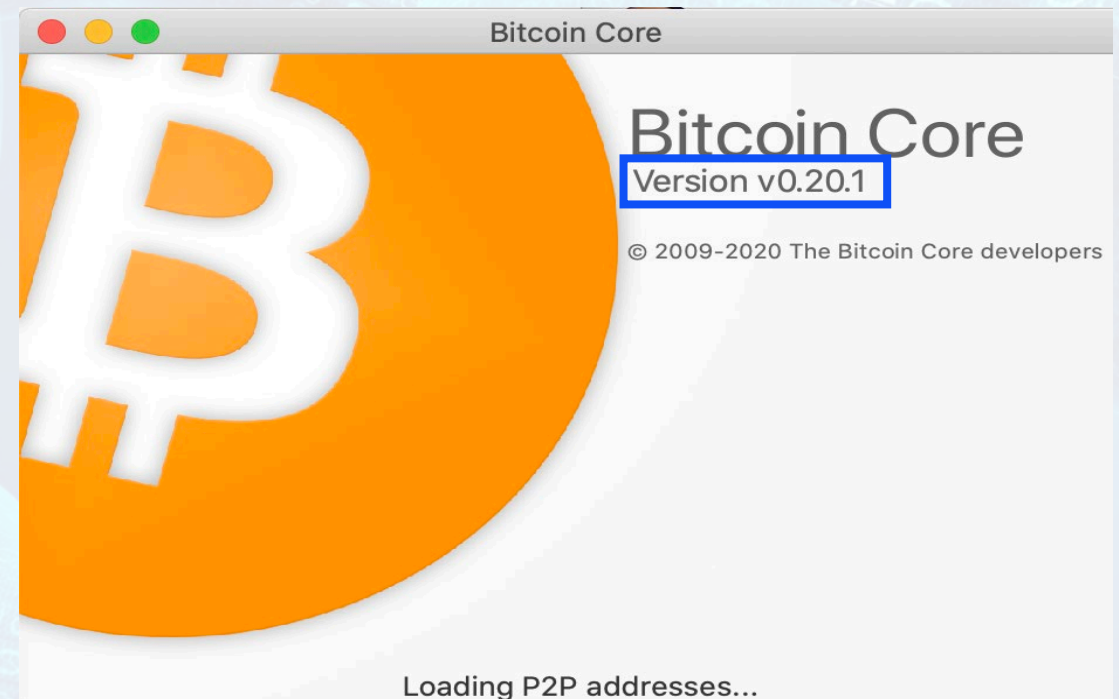 Bitcoin Core
Bitcoin Core
Version v0.20.1
© 2009-2020 The Bitcoin Core developers
Loading P2P addresses...